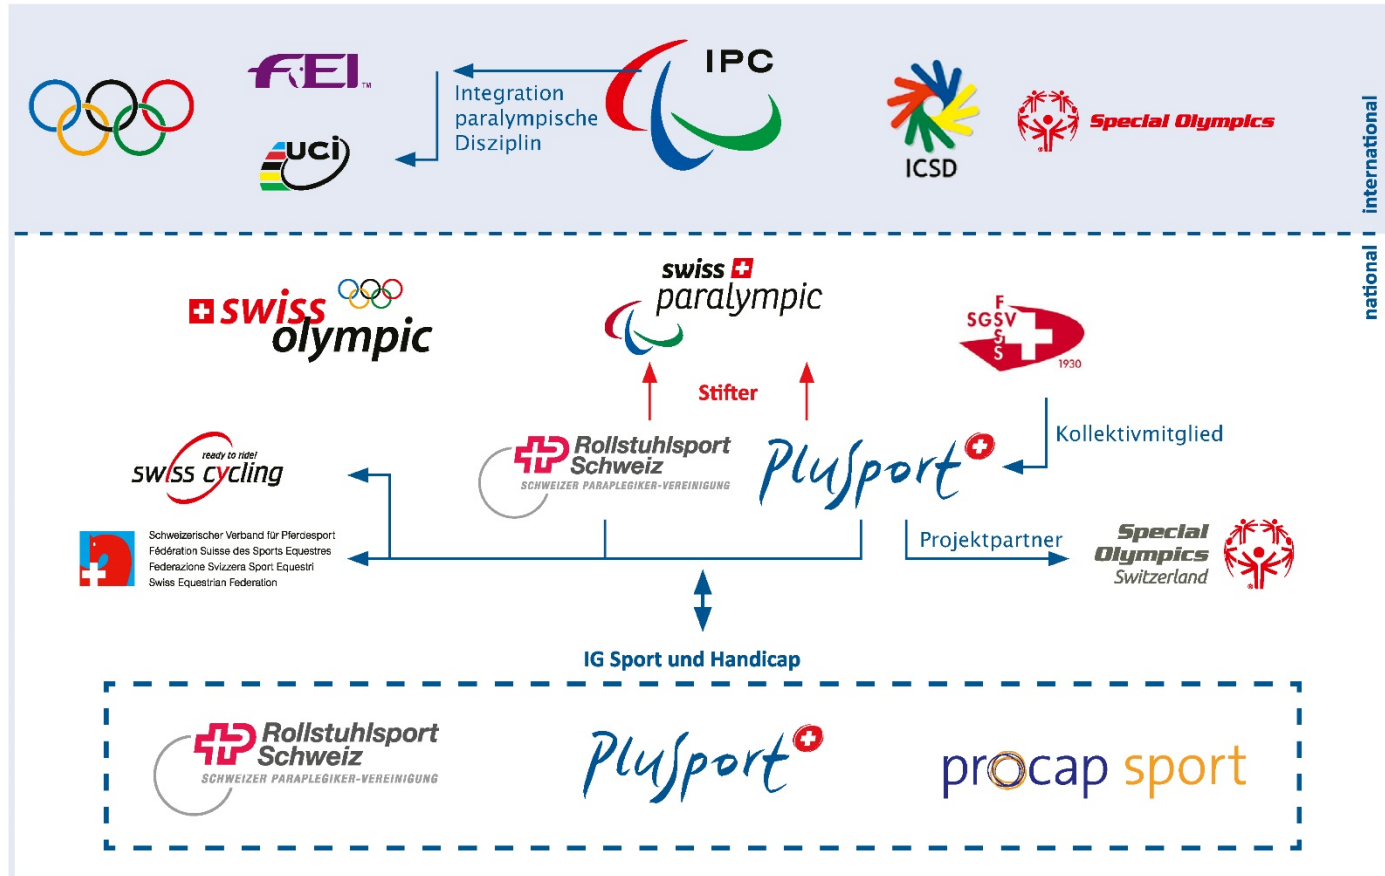 FEI™
IPC
Integration
paralympische
Disziplin
uci
ICSD
Special Olympics
international
national
swiss
olympic
swiss
paralympic
F
SGSV
S
S
S
1930
Stifter
Kollektivmitglied
ready to ride!
swiss cycling
Rollstuhlsport
Schweiz
SCHWEIZER PARAPLEGIKER-VEREINIGUNG
PluSport
Schweizerischer Verband für Pferdesport
Fédération Suisse des Sports Equestres
Federazione Svizzera Sport Equestri
Swiss Equestrian Federation
Projektpartner
Special
Olympics
Switzerland
IG Sport und Handicap
Rollstuhlsport
Schweiz
SCHWEIZER PARAPLEGIKER-VEREINIGUNG
PluSport
procap sport